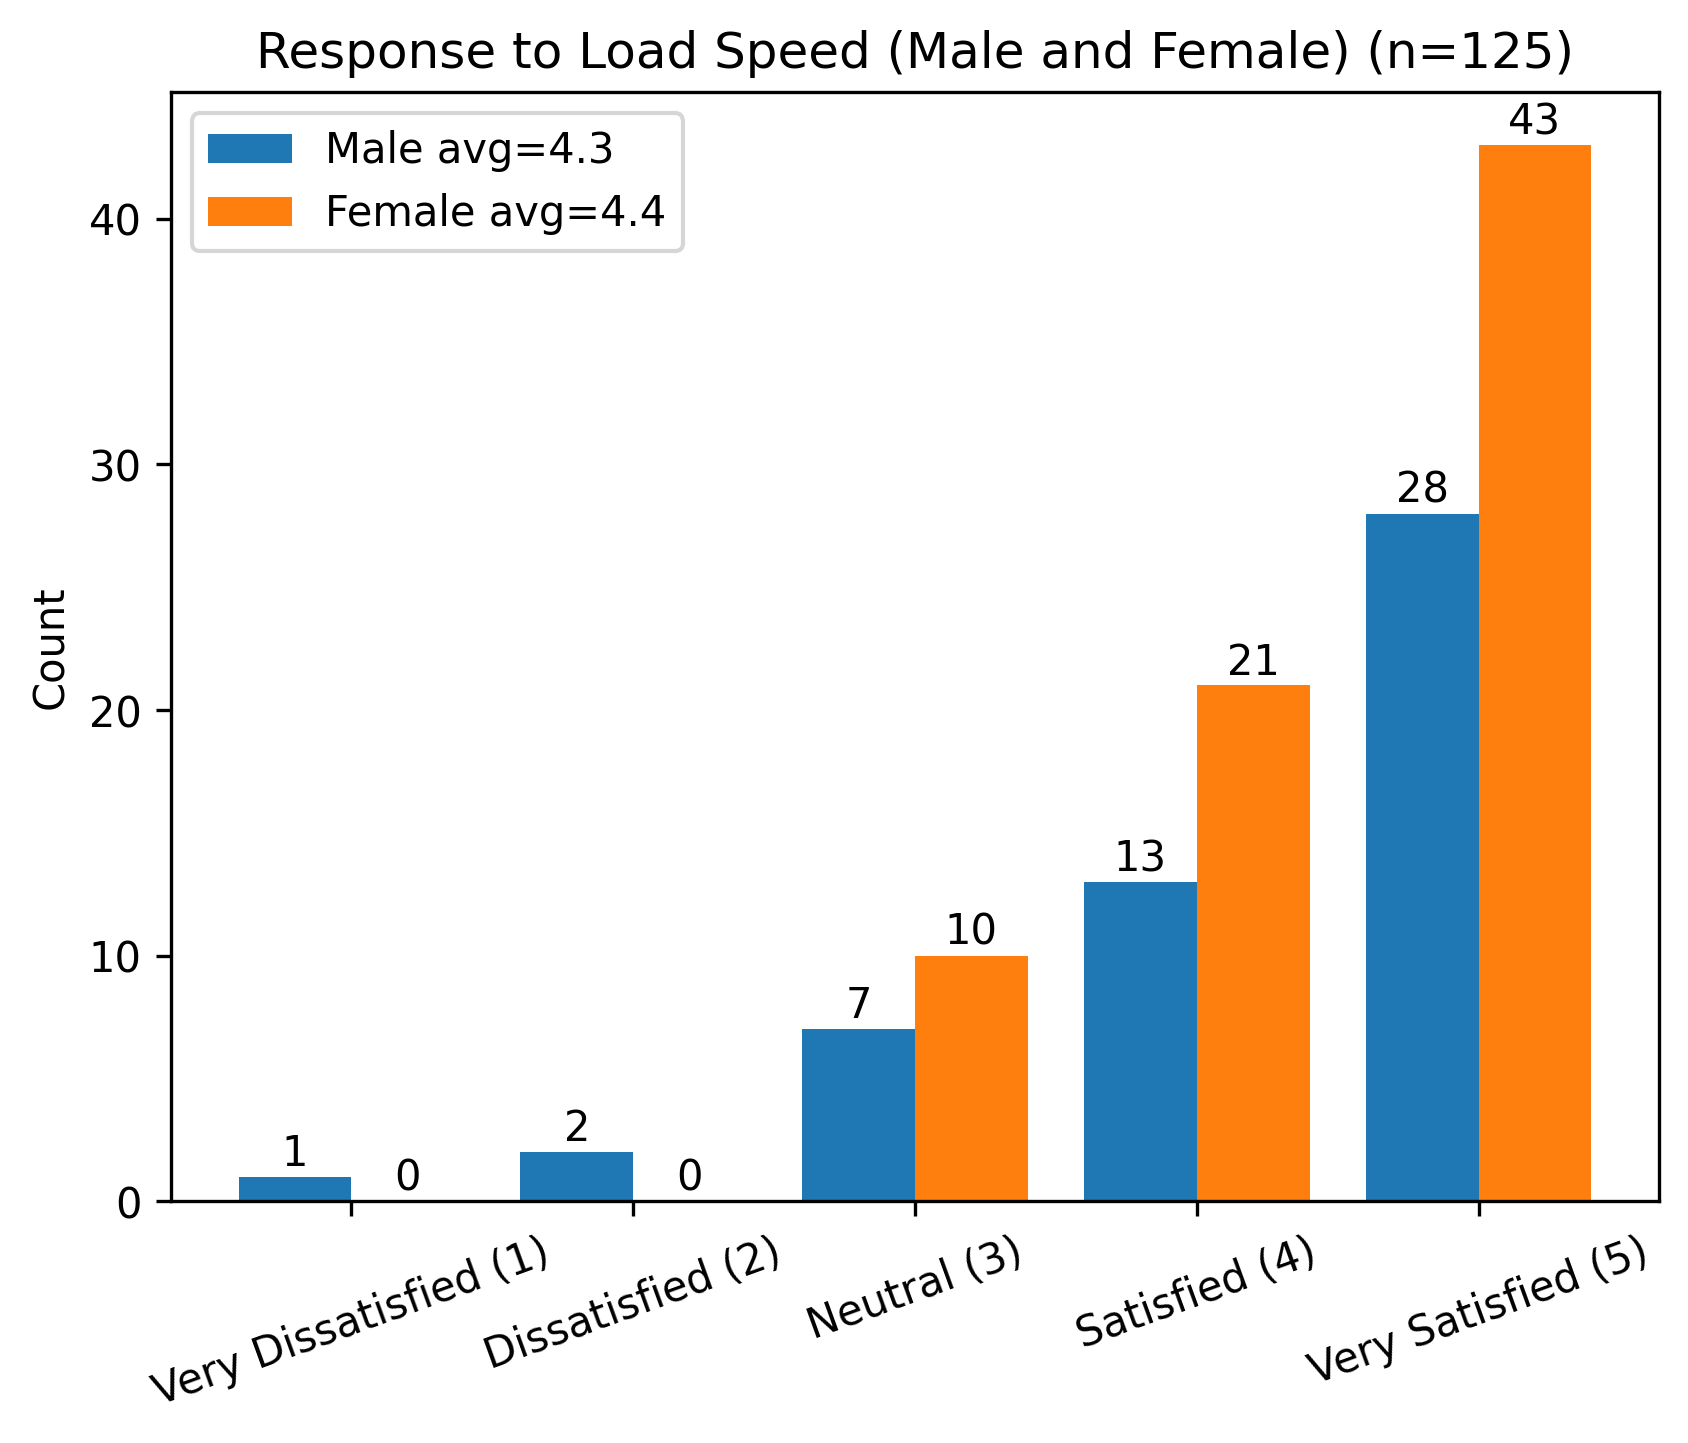 Response to Load Speed (Male and Female) (n=125)
Male avg=4.3
Female avg=4.4
Count
40
30
20
10
0
1
0
2
0
7
10
13
21
28
43
Very Dissatisfied (1)
Dissatisfied (2)
Neutral (3)
Satisfied (4)
Very Satisfied (5)